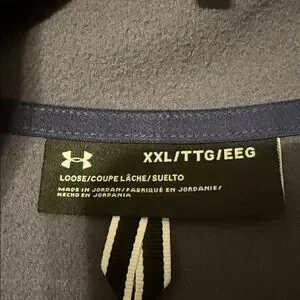 XXL/TTG/EEG
LOOSE/COUPE LÂCHE/SUELTO
MADE IN JORDAN/FABRIQUÉ EN JORDANIE/
HECHO EN JORDANIA